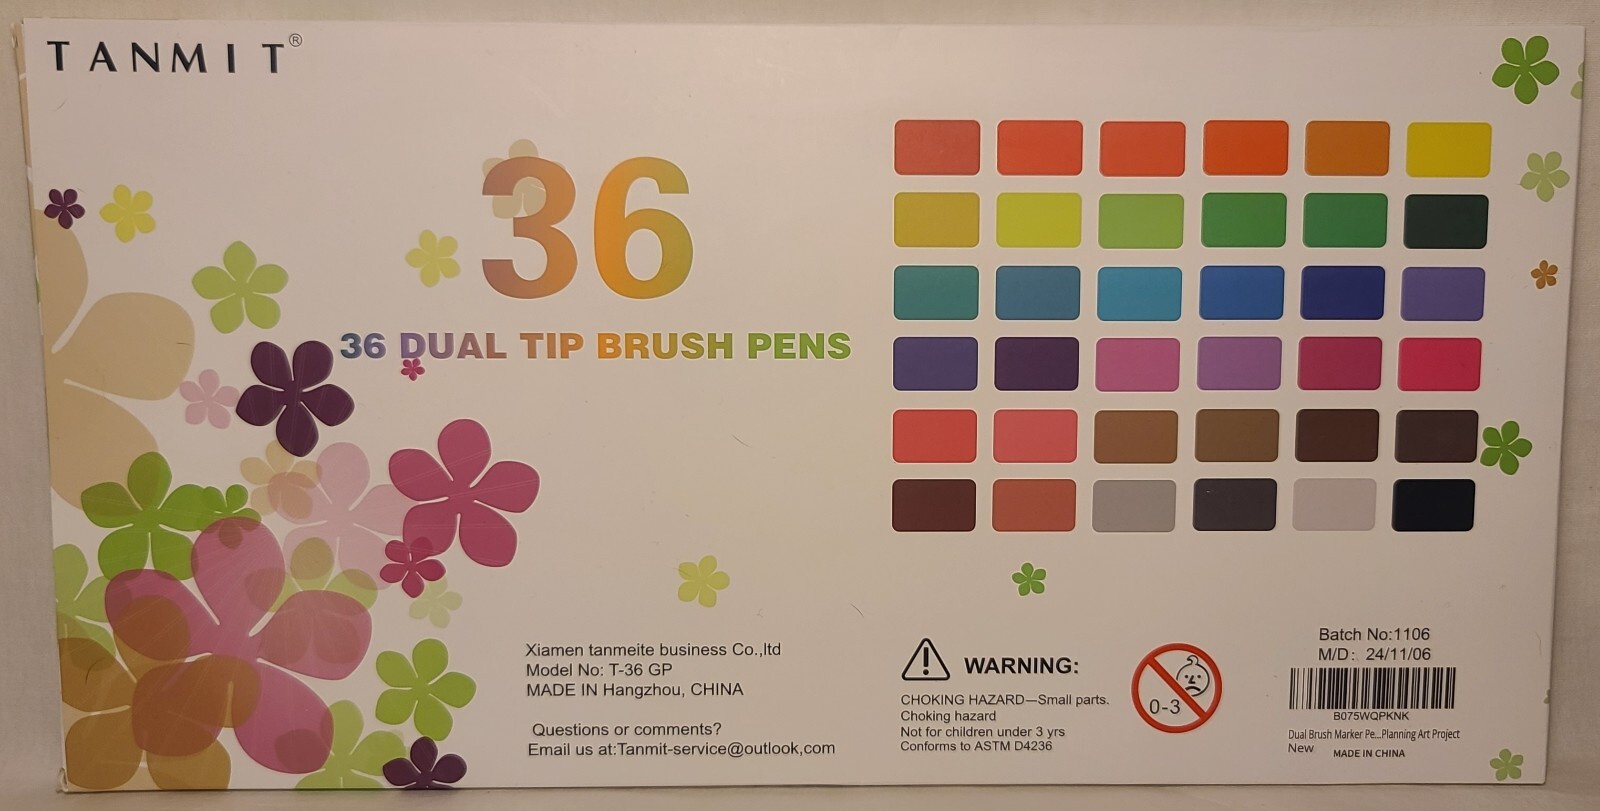 TANMIT®
36
36 DUAL TIP BRUSH PENS
Xiamen tanmeite business Co.,ltd
Model No: T-36 GP
MADE IN Hangzhou, CHINA
Questions or comments?
Email us at:Tanmit-service@outlook,com
WARNING:
CHOKING HAZARD—Small parts.
Choking hazard
Not for children under 3 yrs
Conforms to ASTM D4236
0-3
Batch No:1106
M/D: 24/11/06
B075WQPKNK
Dual Brush Marker Pe...Planning Art Project
New
MADE IN CHINA